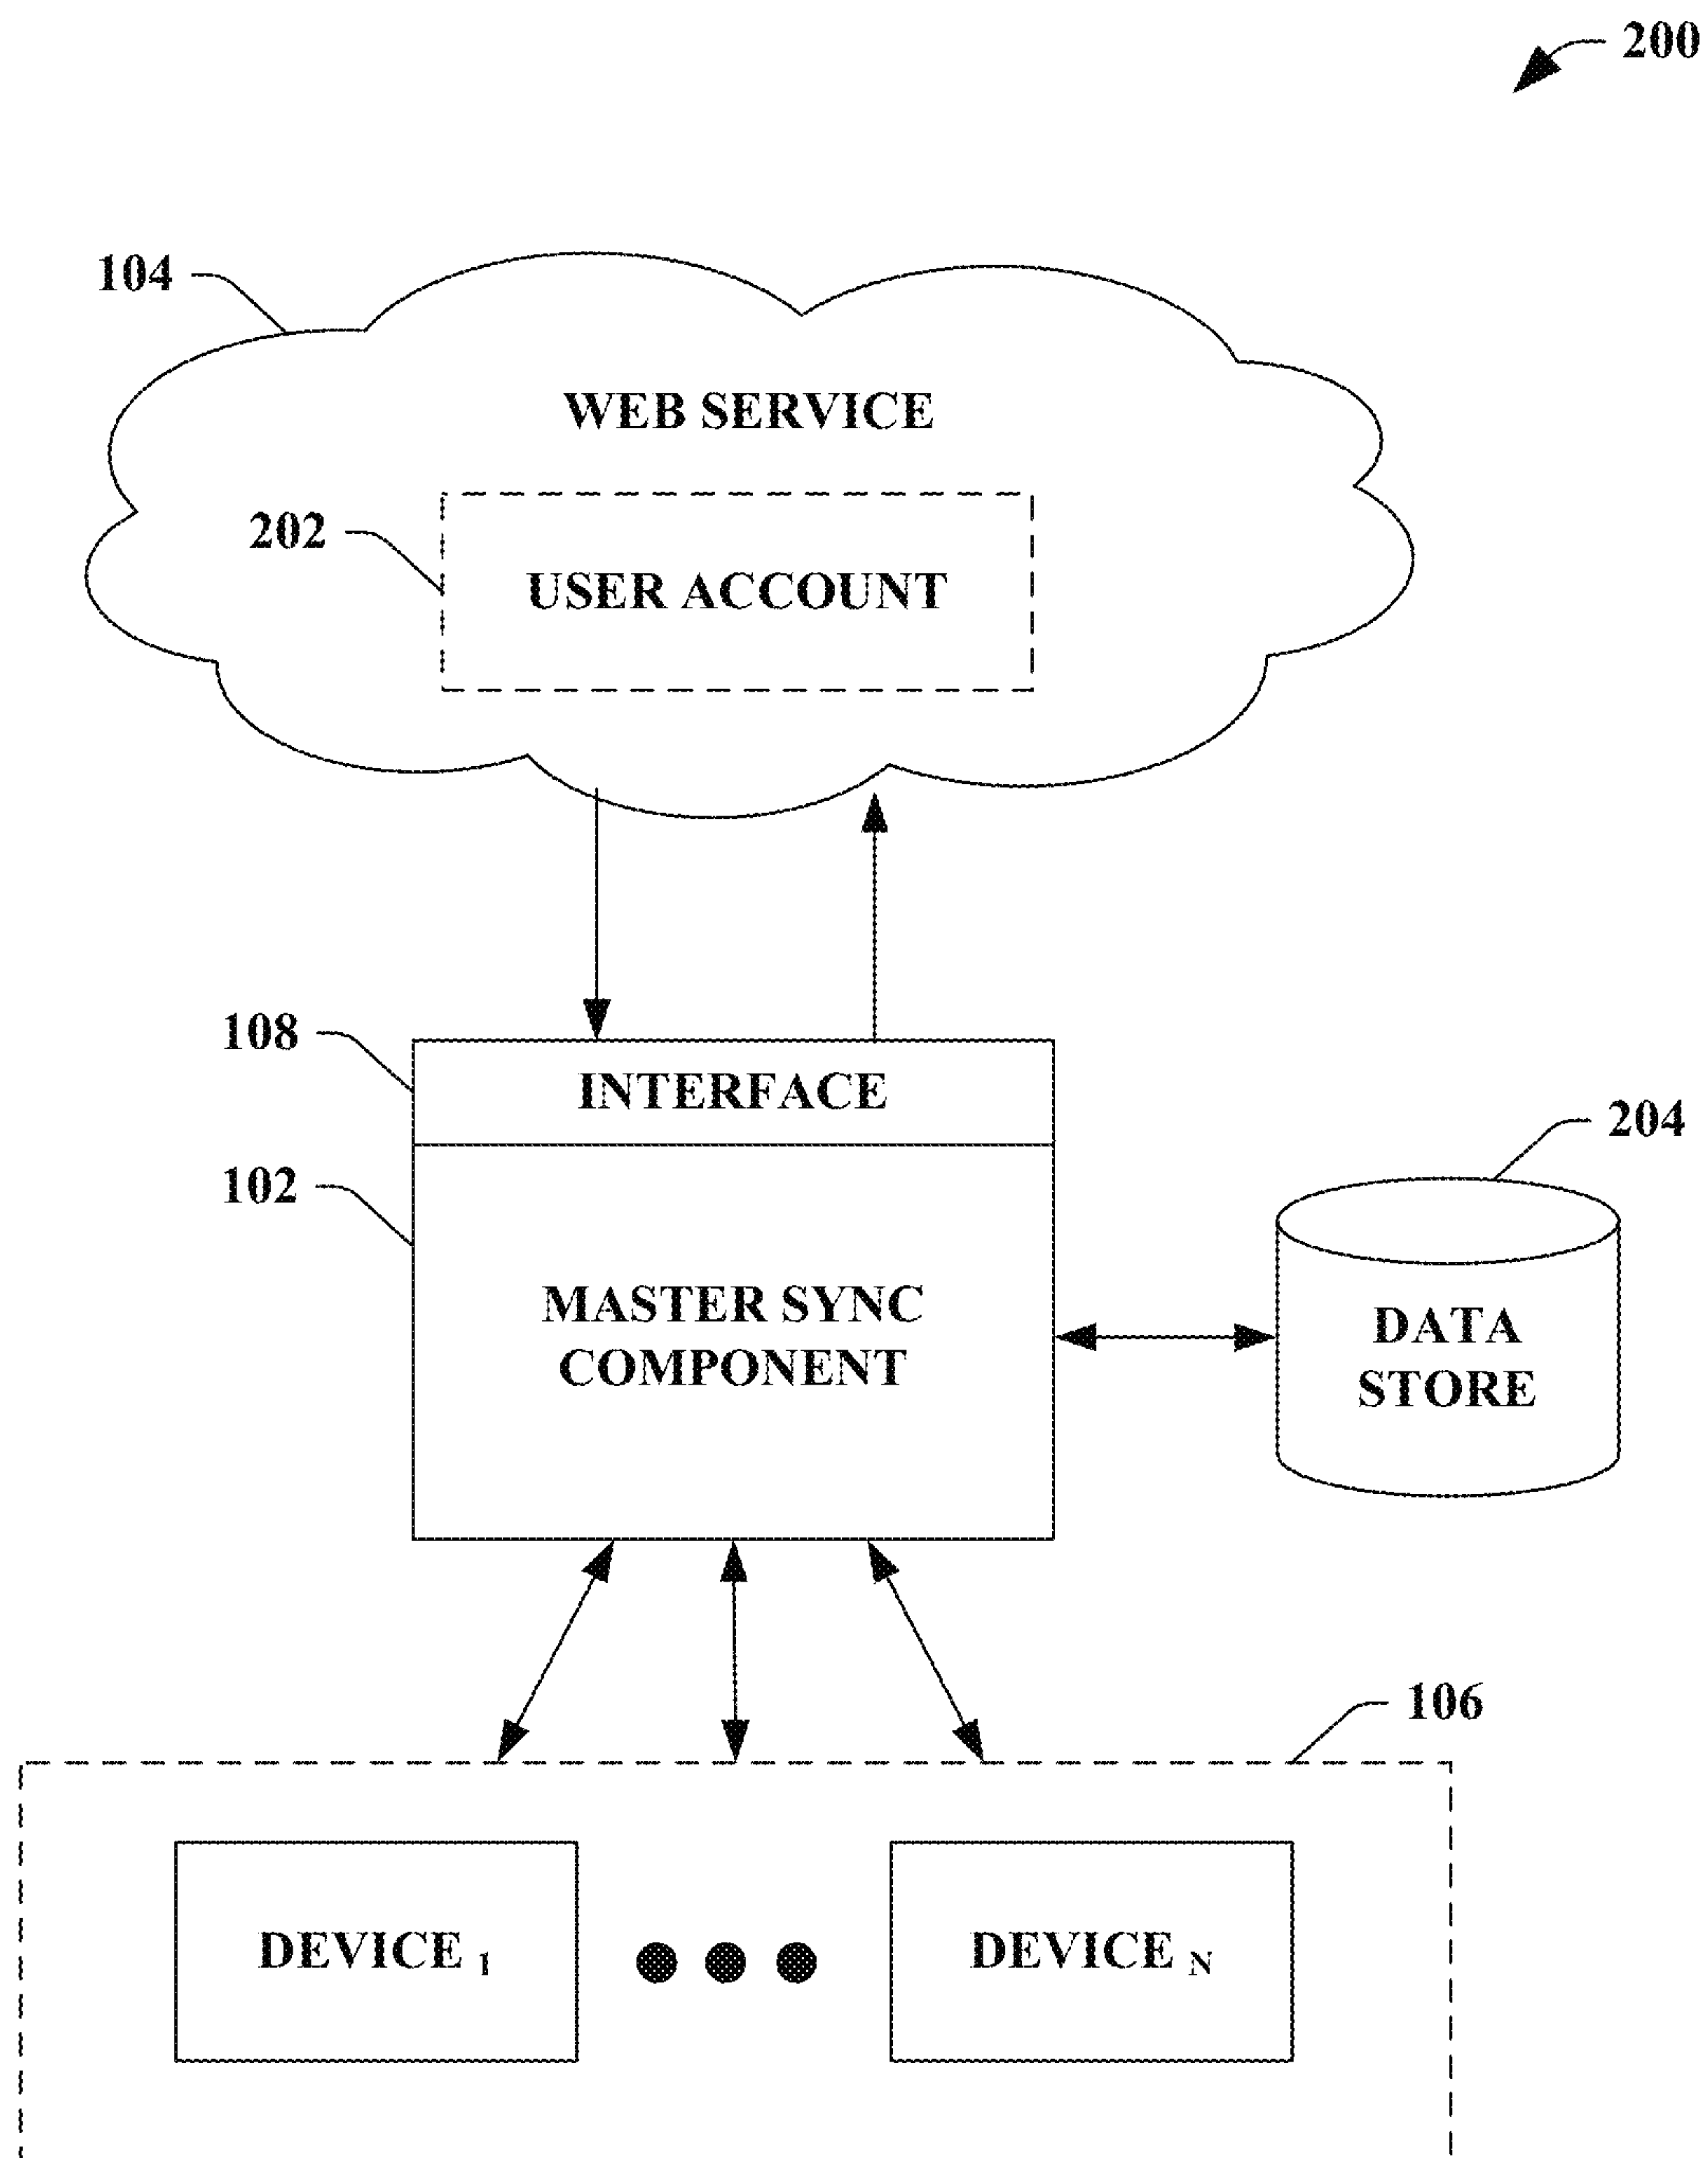 200
104
WEB SERVICE
202
USER ACCOUNT
108
INTERFACE
204
102
MASTER SYNC
COMPONENT
DATA
STORE
106
DEVICE 1
DEVICE N